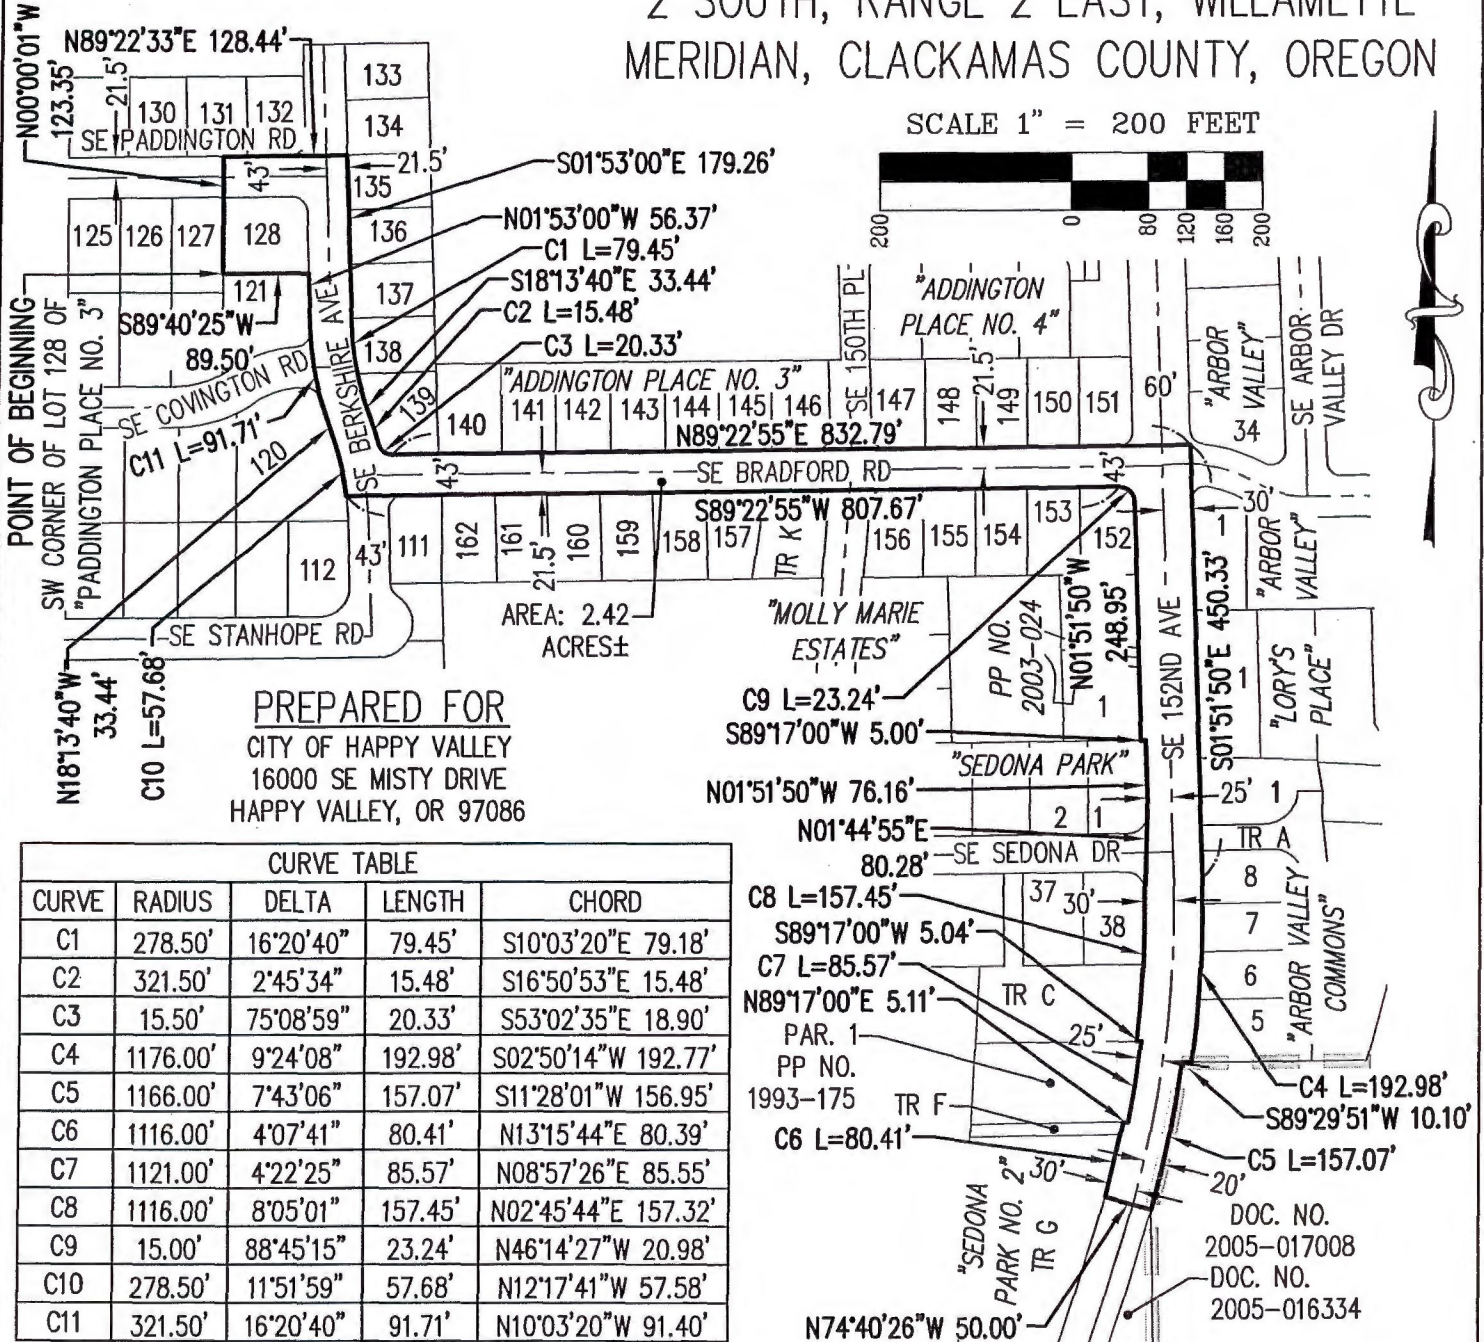 2 SOUTH, RANGE 2 EAST, WILLAMETTE
MERIDIAN, CLACKAMAS COUNTY, OREGON
SCALE 1" = 200 FEET
200
0
80
120
160
200
N00°00'01"W
123.35'
N89°22'33"E 128.44'
21.5'
130
131
132
133
134
SE PADDINGTON RD
43'
21.5'
135
136
137
138
139
125
126
127
128
121
S01°53'00"E 179.26'
N01°53'00"W 56.37'
C1 L=79.45'
S18°13'40"E 33.44'
C2 L=15.48'
C3 L=20.33'
POINT OF BEGINNING
SW CORNER OF LOT 128 OF
"PADDINGTON PLACE NO. 3"
S89°40'25"W
89.50'
SE COVINGTON RD
SE BERKSHIRE AVE
C11 L=91.71'
120
"ADDINGTON
PLACE NO. 4"
SE 150TH PL
"ADDINGTON PLACE NO. 3"
140
141
142
143
144
145
146
147
148
149
150
151
21.5'
60'
"ARBOR
VALLEY"
34
SE ARBOR
VALLEY DR
N89°22'55"E 832.79'
43'
SE BRADFORD RD
43'
S89°22'55"W 807.67'
30'
1
"ARBOR
VALLEY"
112
43'
111
162
161
21.5'
160
159
158
157
TR K
156
155
154
153
152
SE STANHOPE RD
AREA: 2.42
ACRES±
"MOLLY MARIE
ESTATES"
PP NO.
2003-024
1
N01°51'50"W
248.95'
SE 152ND AVE
S01°51'50"E 450.33'
1
"LORY'S
PLACE"
N18°13'40"W
33.44'
C10 L=57.68'
C9 L=23.24'
S89°17'00"W 5.00'
"SEDONA PARK"
N01°51'50"W 76.16'
25'
1
2
1
N01°44'55"E
80.28'
SE SEDONA DR
TR A
PREPARED FOR
CITY OF HAPPY VALLEY
16000 SE MISTY DRIVE
HAPPY VALLEY, OR 97086
C8 L=157.45'
37
30'
38
8
7
6
5
"ARBOR VALLEY
COMMONS"
S89°17'00"W 5.04'
C7 L=85.57'
N89°17'00"E 5.11'
TR C
25'
PAR. 1
PP NO.
1993-175
TR F
C6 L=80.41'
C4 L=192.98'
S89°29'51"W 10.10'
C5 L=157.07'
30'
20'
"SEDONA
PARK NO. 2"
TR G
DOC. NO.
2005-017008
DOC. NO.
2005-016334
N74°40'26"W 50.00'
CURVE TABLE
CURVE RADIUS DELTA LENGTH CHORD
C1 278.50' 16°20'40" 79.45' S10°03'20"E 79.18'
C2 321.50' 2°45'34" 15.48' S16°50'53"E 15.48'
C3 15.50' 75°08'59" 20.33' S53°02'35"E 18.90'
C4 1176.00' 9°24'08" 192.98' S02°50'14"W 192.77'
C5 1166.00' 7°43'06" 157.07' S11°28'01"W 156.95'
C6 1116.00' 4°07'41" 80.41' N13°15'44"E 80.39'
C7 1121.00' 4°22'25" 85.57' N08°57'26"E 85.55'
C8 1116.00' 8°05'01" 157.45' N02°45'44"E 157.32'
C9 15.00' 88°45'15" 23.24' N46°14'27"W 20.98'
C10 278.50' 11°51'59" 57.68' N12°17'41"W 57.58'
C11 321.50' 16°20'40" 91.71' N10°03'20"W 91.40'